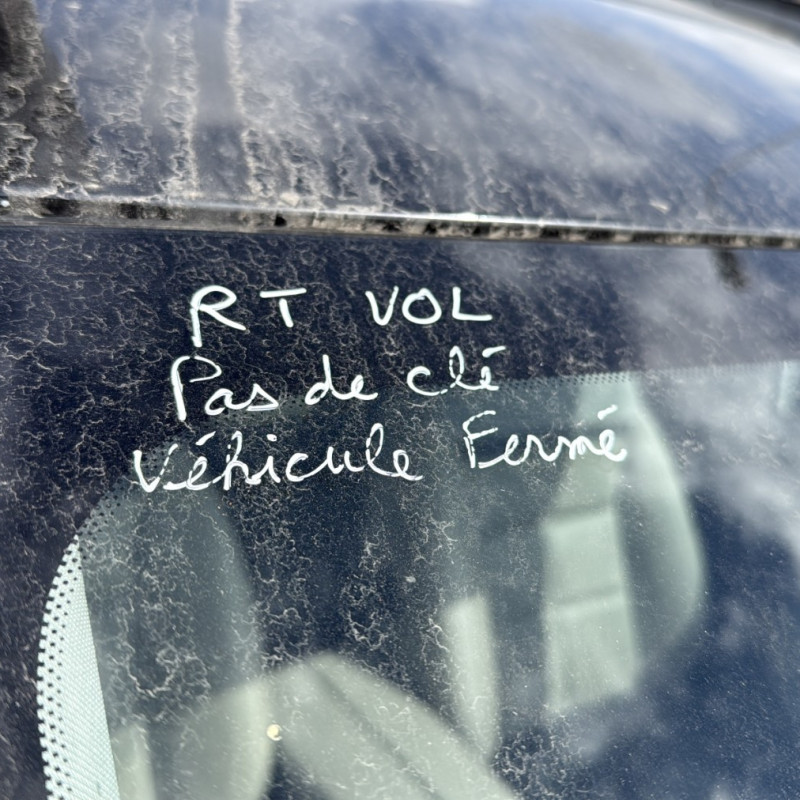 RT VOL
Pas de clé
Véhicule Fermé